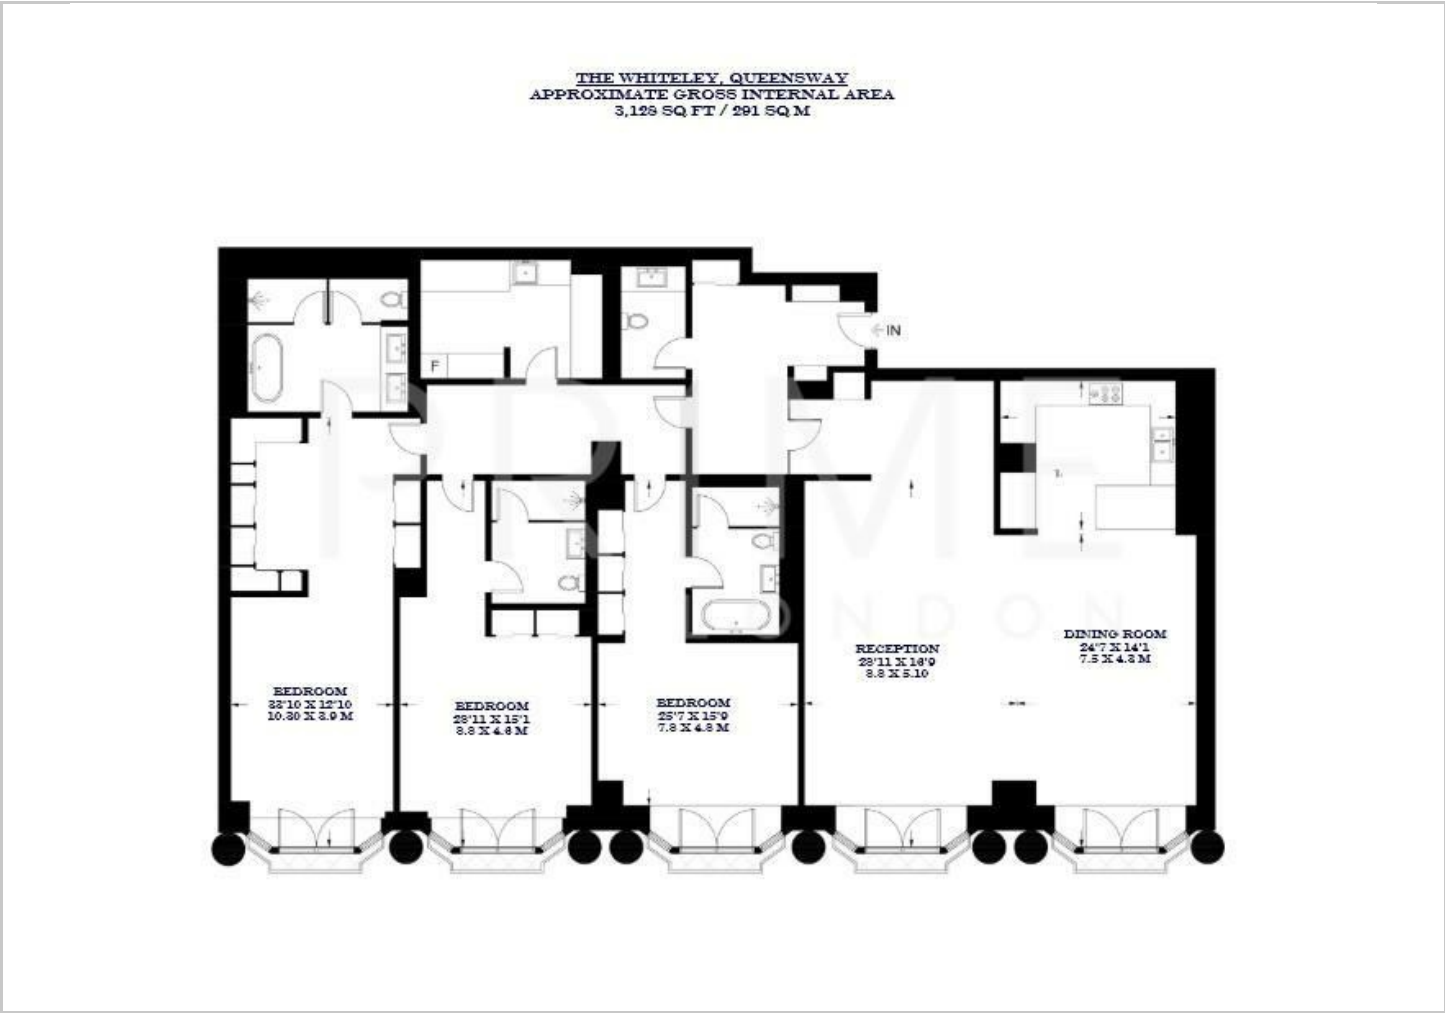 THE WHITELEY, QUEENSWAY
APPROXIMATE GROSS INTERNAL AREA
3,128 SQ FT / 291 SQ M
IN
F
PRIME
LONDON
DINING ROOM
24'7 X 14'1
7.5 X 4.3 M
RECEPTION
28'11 X 16'9
8.8 X 5.10
BEDROOM
33'10 X 12'10
10.30 X 3.9 M
BEDROOM
28'11 X 15'1
8.8 X 4.6 M
BEDROOM
25'7 X 15'9
7.8 X 4.8 M